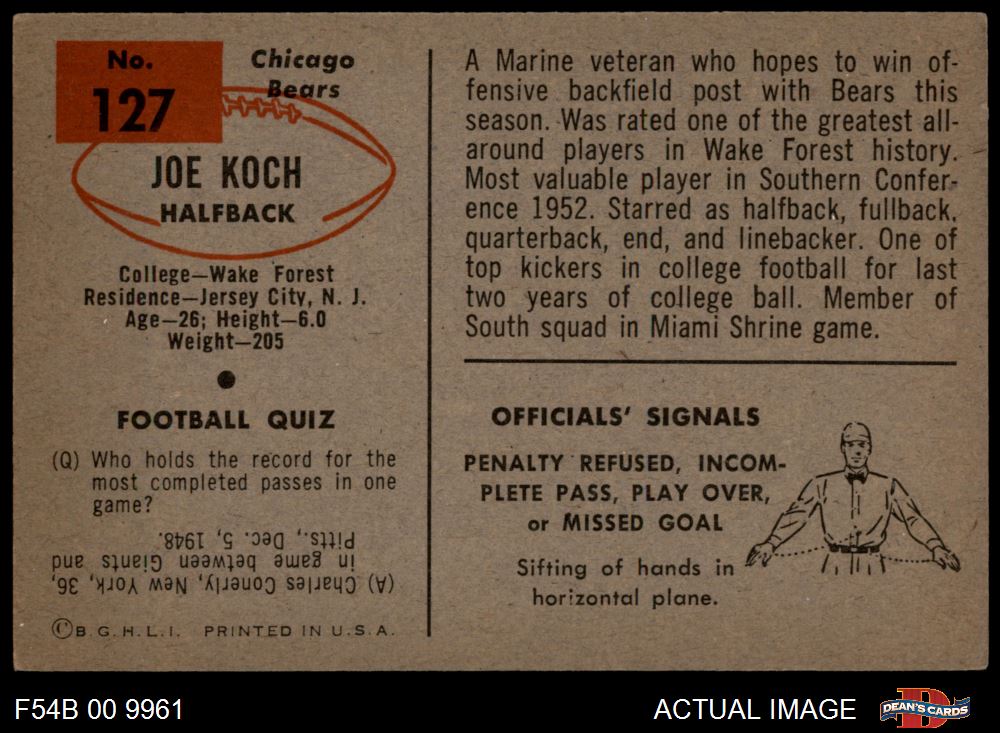 No.
127
Chicago
Bears
JOE KOCH
HALFBACK
College—Wake Forest
Residence—Jersey City, N. J.
Age—26; Height—6.0
Weight—205
FOOTBALL QUIZ
(Q) Who holds the record for the
most completed passes in one
game?
(A) Charles Conerly, New York, 36,
in game between Giants and
Pitts., Dec. 5, 1948.
©B. G. H. L. I. PRINTED IN U. S. A.
A Marine veteran who hopes to win of-
fensive backfield post with Bears this
season. Was rated one of the greatest all-
around players in Wake Forest history.
Most valuable player in Southern Confer-
ence 1952. Starred as halfback, fullback,
quarterback, end, and linebacker. One of
top kickers in college football for last
two years of college ball. Member of
South squad in Miami Shrine game.
OFFICIALS' SIGNALS
PENALTY REFUSED, INCOM-
PLETE PASS, PLAY OVER,
or MISSED GOAL
Sifting of hands in
horizontal plane.
F54B 00 9961
ACTUAL IMAGE
D
DEAN'S CARDS